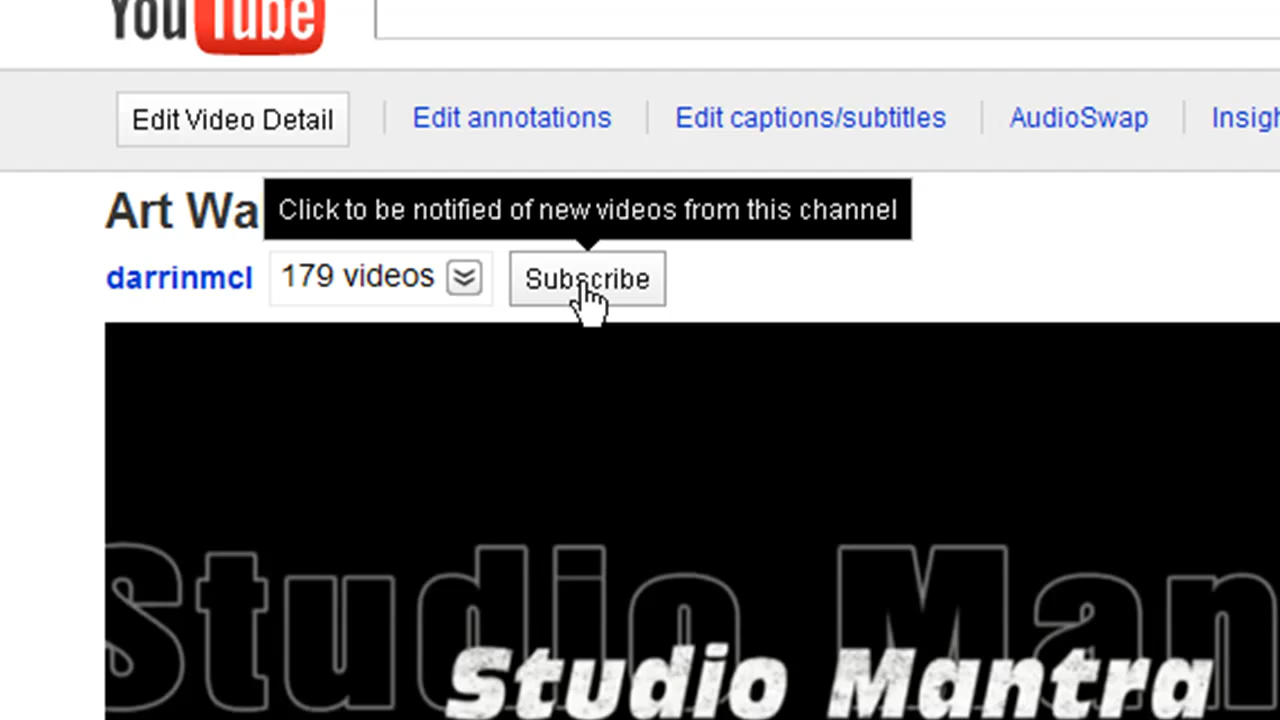 YouTube
Edit Video Detail
Edit annotations
Edit captions/subtitles
AudioSwap
Insigh
Art Wa
Click to be notified of new videos from this channel
darrinmcl
179 videos
Subscribe
Studio Man
Studio Mantra